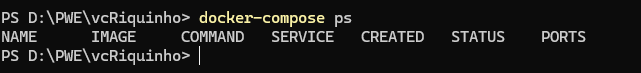 PS D:\PWE\vcRiquinho> docker-compose ps
NAME IMAGE COMMAND SERVICE CREATED STATUS PORTS
PS D:\PWE\vcRiquinho>